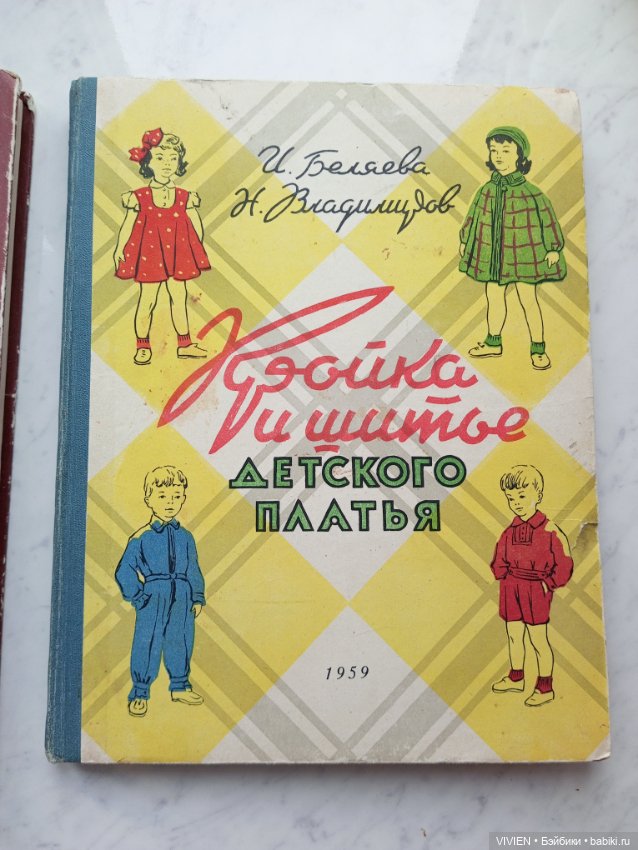 И. Беляева
Н. Владимиров
Кройка
и шитье
ДЕТСКОГО
ПЛАТЬЯ
1959
VIVIEN • Бэйбики • babiki.ru